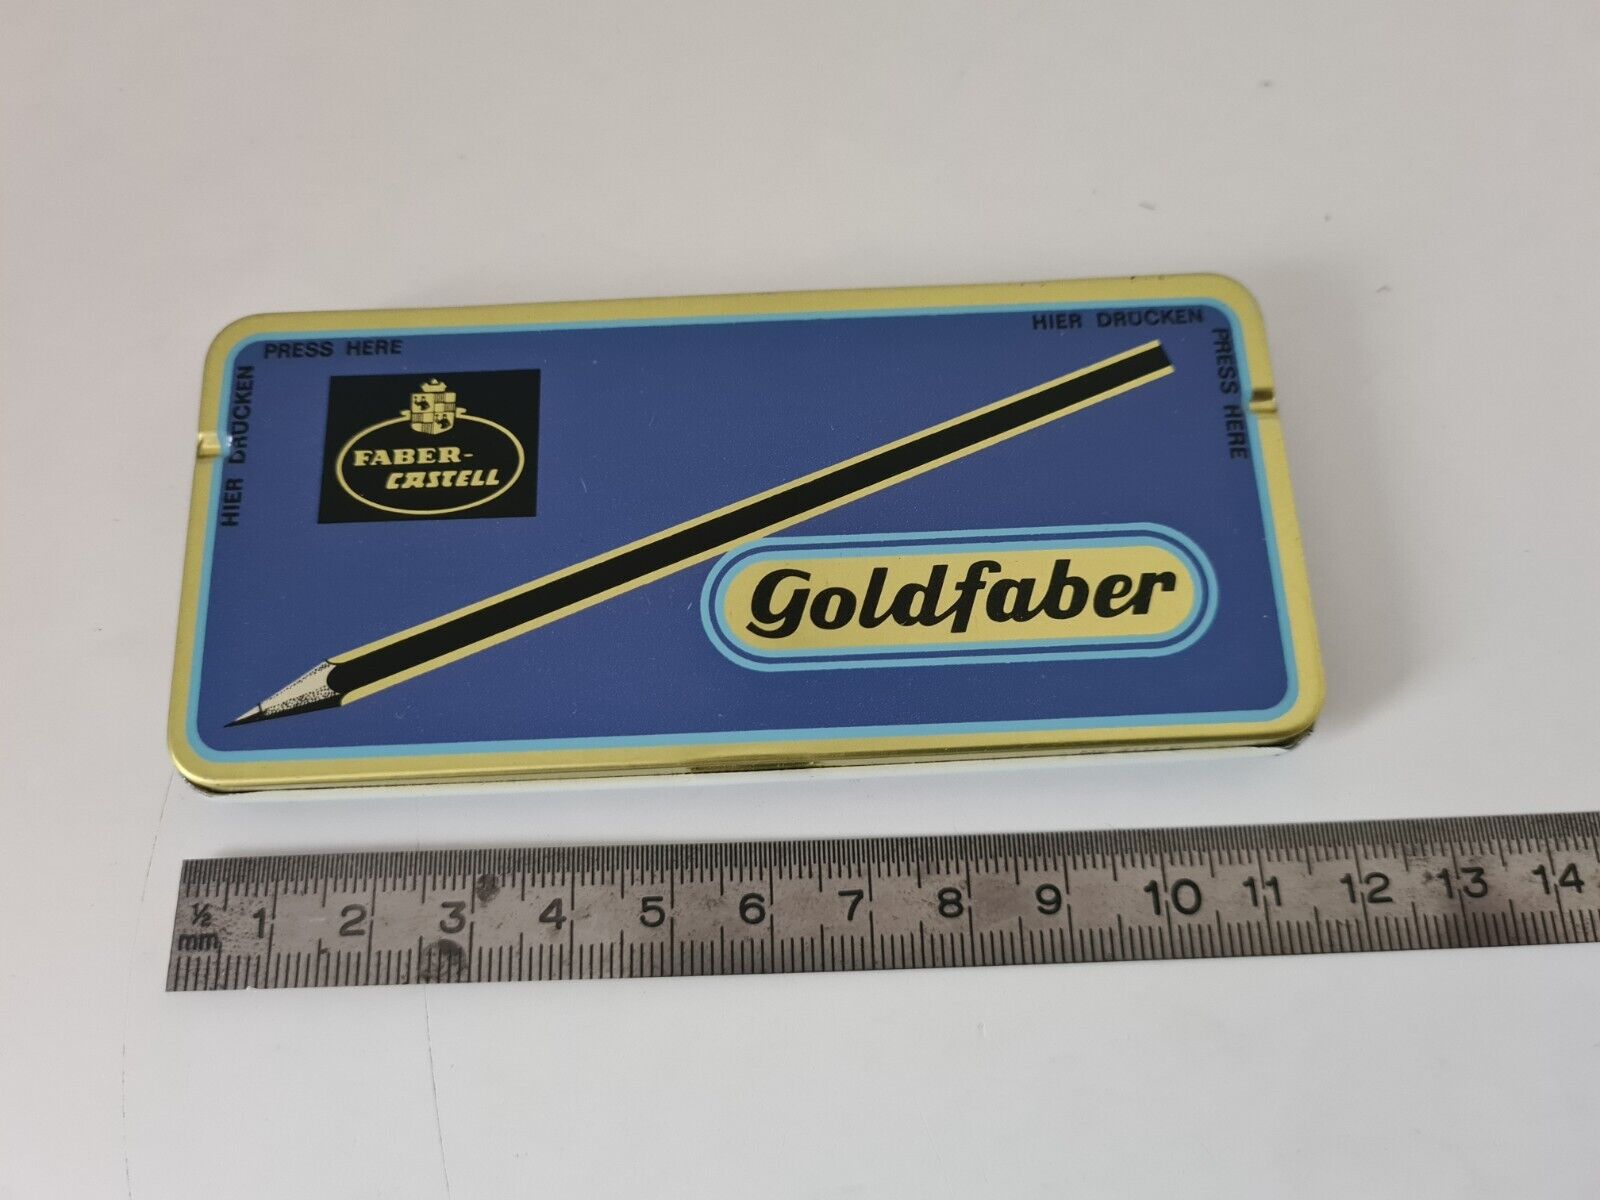 PRESS HERE
HIER DRÜCKEN
HIER DRÜCKEN
PRESS HERE
FABER-
CASTELL
Goldfaber
½
mm
1 2 3 4 5 6 7 8 9 10 11 12 13 14